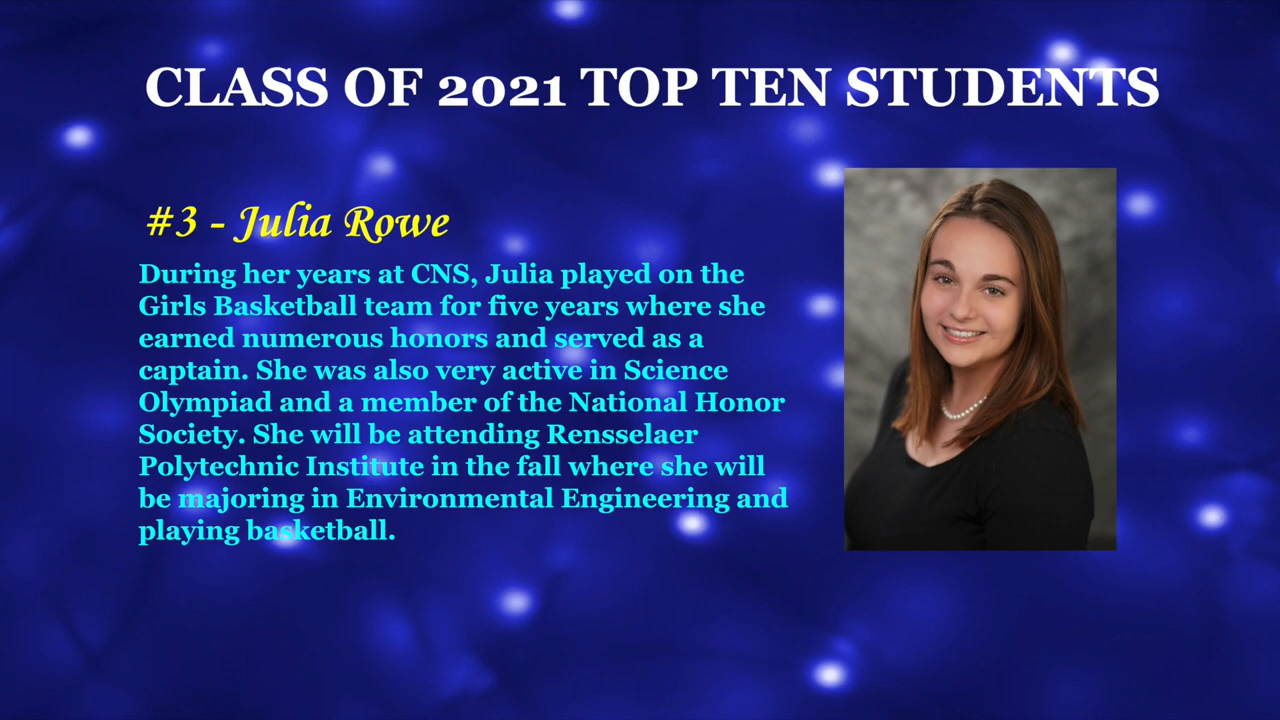 CLASS OF 2021 TOP TEN STUDENTS
#3 - Julia Rowe
During her years at CNS, Julia played on the
Girls Basketball team for five years where she
earned numerous honors and served as a
captain. She was also very active in Science
Olympiad and a member of the National Honor
Society. She will be attending Rensselaer
Polytechnic Institute in the fall where she will
be majoring in Environmental Engineering and
playing basketball.